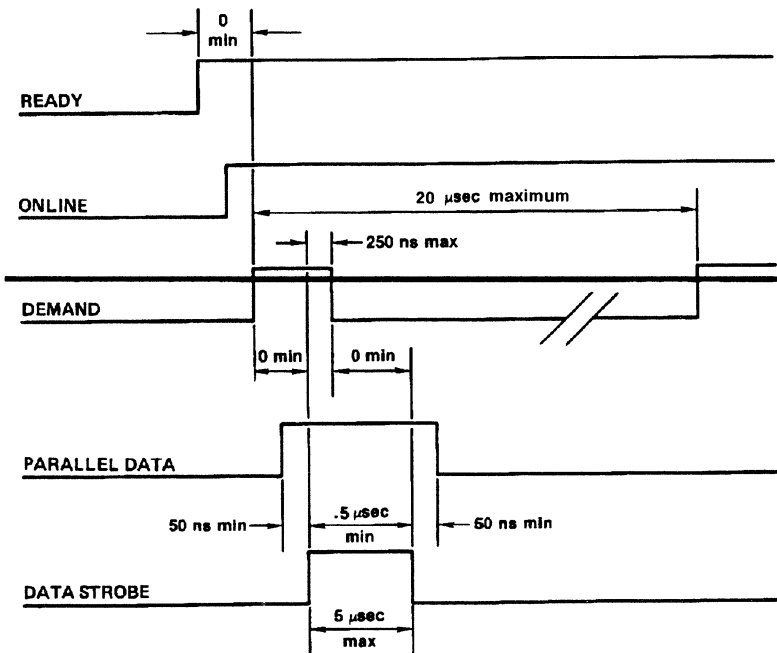 0
min
READY
ONLINE
20 μsec maximum
250 ns max
DEMAND
0 min
0 min
PARALLEL DATA
50 ns min
.5 μsec
min
50 ns min
DATA STROBE
5 μsec
max